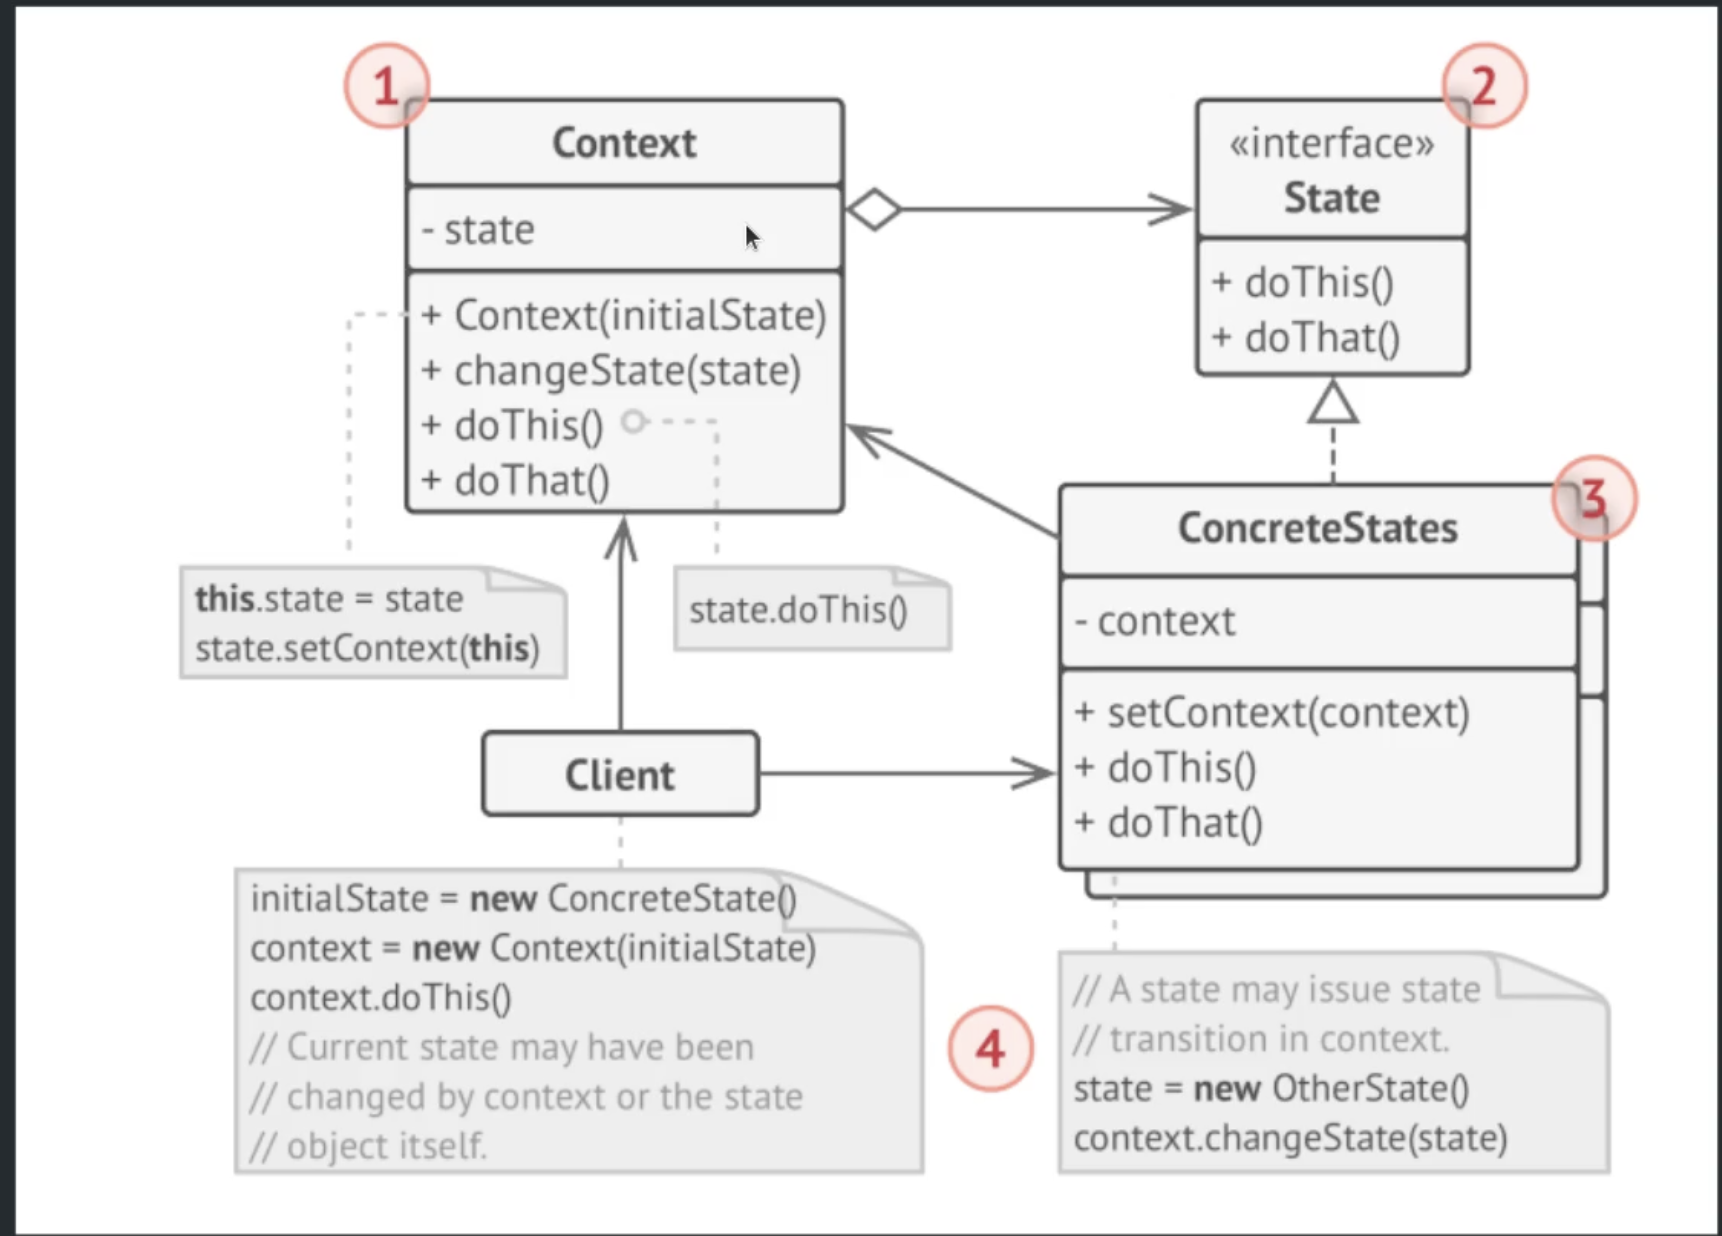 1
Context
- state
+ Context(initialState)
+ changeState(state)
+ doThis()
+ doThat()
2
«interface»
State
+ doThis()
+ doThat()
3
ConcreteStates
- context
+ setContext(context)
+ doThis()
+ doThat()
this.state = state
state.setContext(this)
state.doThis()
Client
initialState = new ConcreteState()
context = new Context(initialState)
context.doThis()
// Current state may have been
// changed by context or the state
// object itself.
4
// A state may issue state
// transition in context.
state = new OtherState()
context.changeState(state)